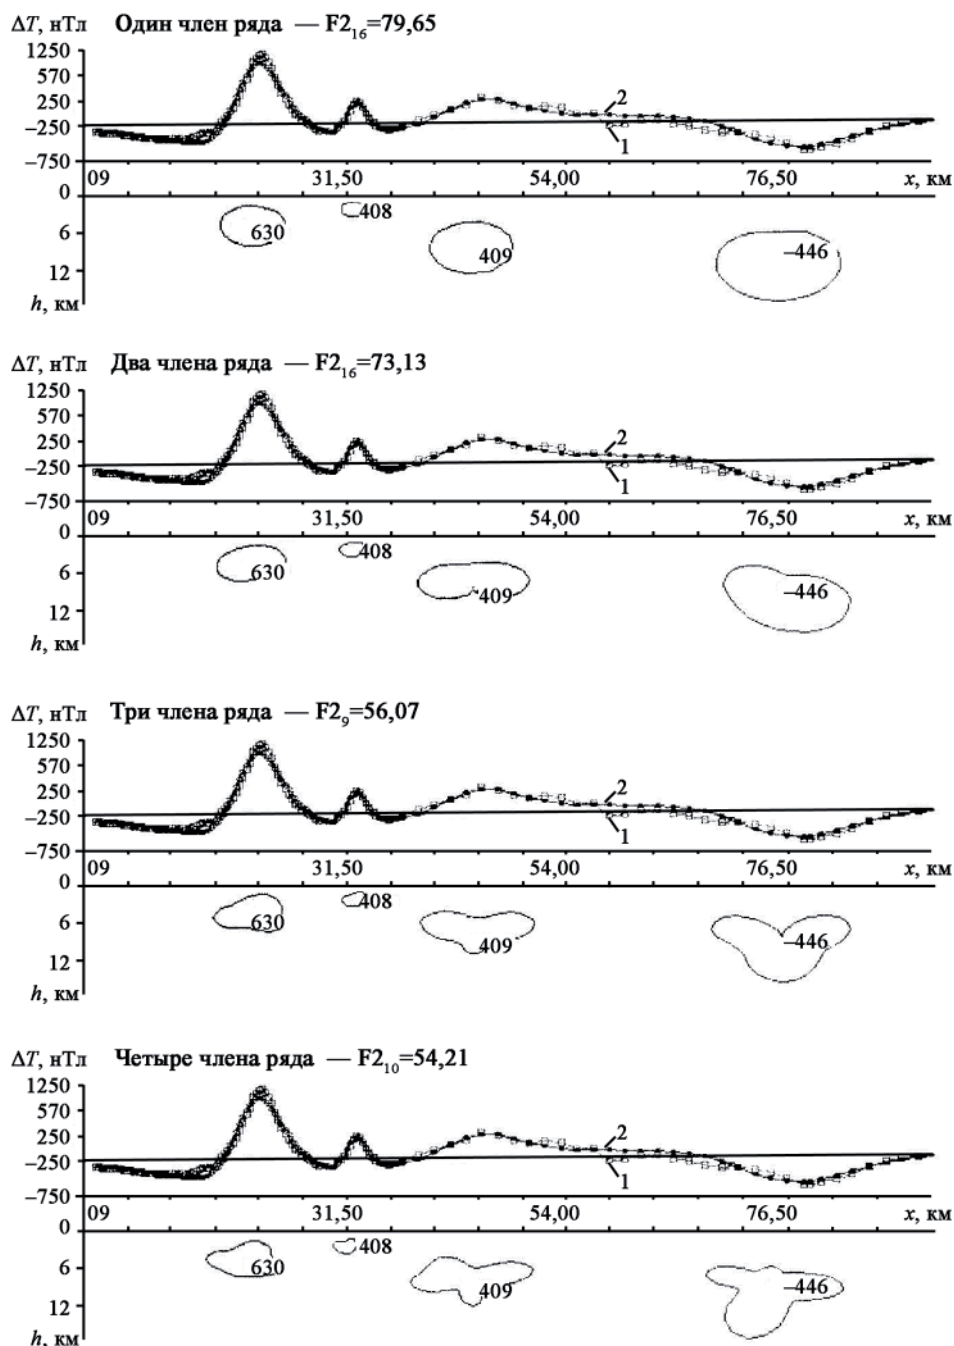 ΔT, нТл Один член ряда — F2₁₆=79,65
1250
570
250
−250
−750
2
1
09 31,50 54,00 76,50 x, км
0
6
12
h, км
630 408 409 −446
ΔT, нТл Два члена ряда — F2₁₆=73,13
1250
570
250
−250
−750
2
1
09 31,50 54,00 76,50 x, км
0
6
12
h, км
630 408 409 −446
ΔT, нТл Три члена ряда — F2₉=56,07
1250
570
250
−250
−750
2
1
09 31,50 54,00 76,50 x, км
0
6
12
h, км
630 408 409 −446
ΔT, нТл Четыре члена ряда — F2₁₀=54,21
1250
570
250
−250
−750
2
1
09 31,50 54,00 76,50 x, км
0
6
12
h, км
630 408 409 −446